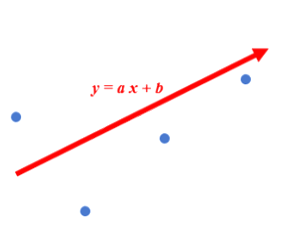 y = a x + b